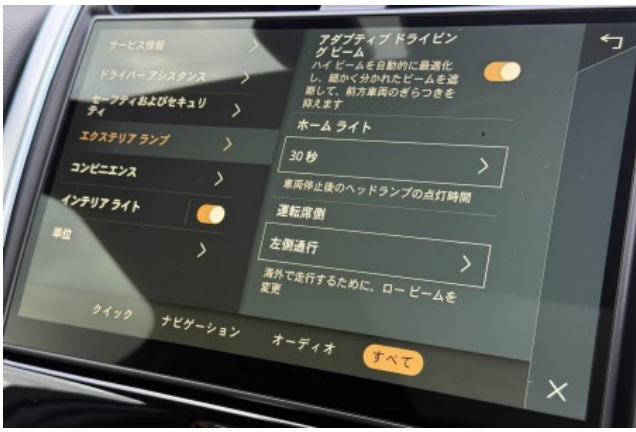 サービス情報
ドライバー アシスタンス
セーフティおよびセキュリ
ティ
エクステリア ランプ
コンビニエンス
インテリア ライト
単位
アダプティブ ドライビン
グ ビーム
ハイ ビームを自動的に最適化
し、細かく分かれたビームを遮
断して、前方車両のぎらつきを
抑えます
ホーム ライト
30 秒
車両停止後のヘッドランプの点灯時間
運転席側
左側通行
海外で走行するために、ロー ビームを
変更
クイック
ナビゲーション
オーディオ
すべて